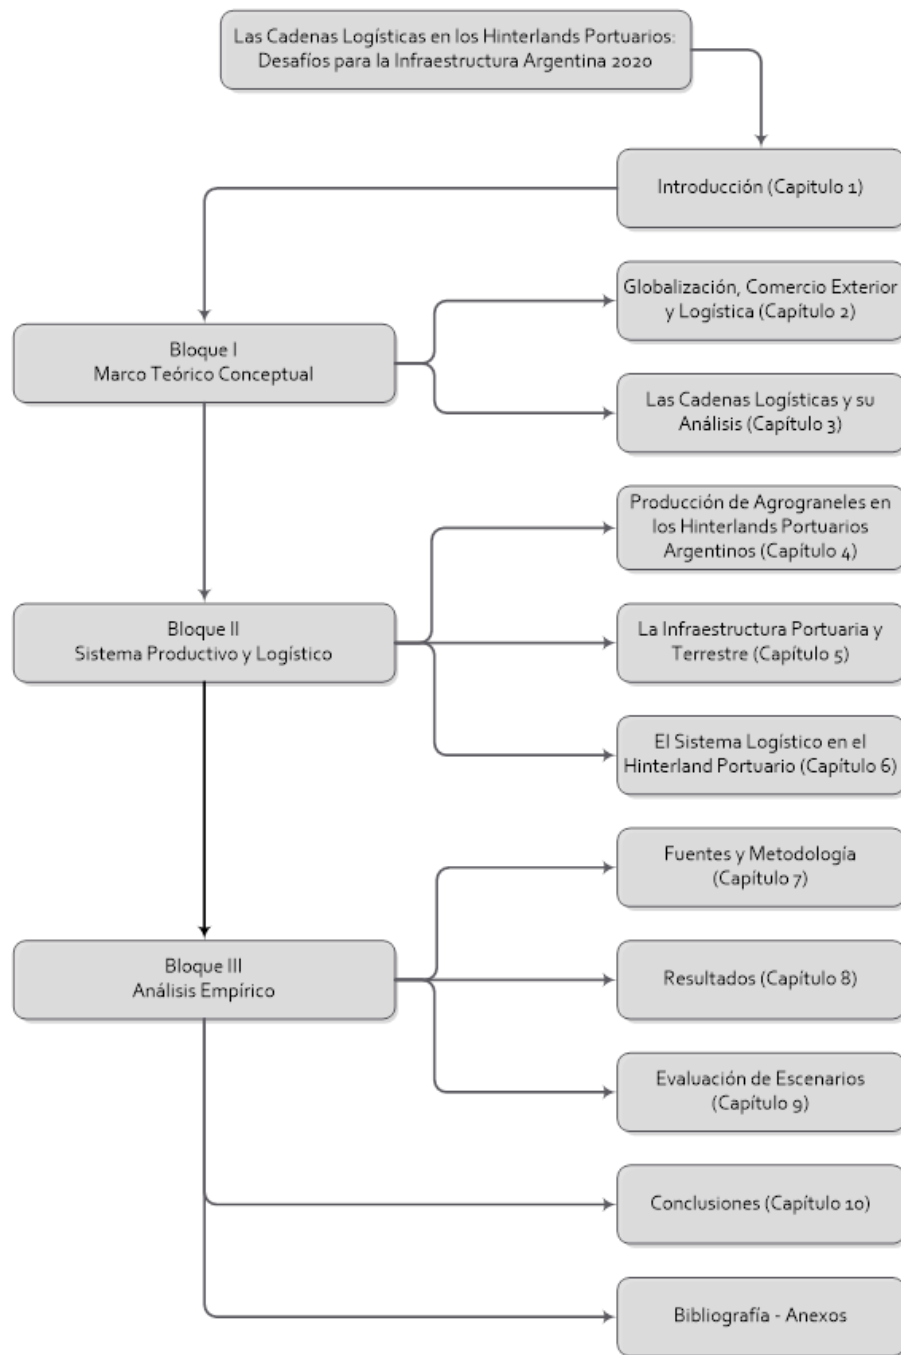 Las Cadenas Logísticas en los Hinterlands Portuarios:
Desafíos para la Infraestructura Argentina 2020
Introducción (Capitulo 1)
Globalización, Comercio Exterior
y Logística (Capítulo 2)
Bloque I
Marco Teórico Conceptual
Las Cadenas Logísticas y su
Análisis (Capítulo 3)
Producción de Agrograneles en
los Hinterlands Portuarios
Argentinos (Capítulo 4)
Bloque II
Sistema Productivo y Logístico
La Infraestructura Portuaria y
Terrestre (Capítulo 5)
El Sistema Logístico en el
Hinterland Portuario (Capítulo 6)
Fuentes y Metodología
(Capítulo 7)
Bloque III
Análisis Empírico
Resultados (Capítulo 8)
Evaluación de Escenarios
(Capítulo 9)
Conclusiones (Capítulo 10)
Bibliografía - Anexos